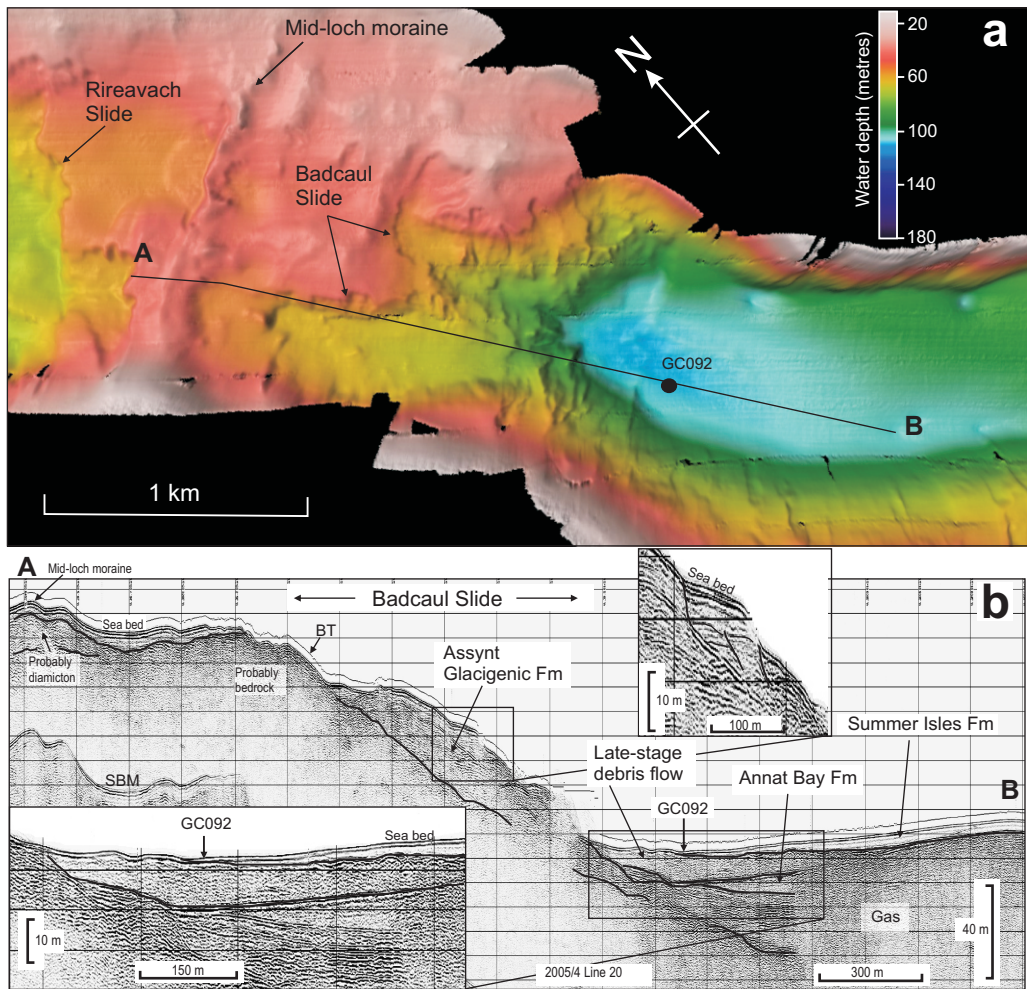 a
Mid-loch moraine
N
Rireavach
Slide
Badcaul
Slide
Water depth (metres)
20
60
100
140
180
A
GC092
B
1 km
A
b
Mid-loch moraine
Badcaul Slide
Sea bed
Sea bed
BT
Probably
diamicton
Probably
bedrock
Assynt
Glacigenic Fm
10 m
100 m
Summer Isles Fm
Late-stage
debris flow
Annat Bay Fm
SBM
GC092
B
GC092
Sea bed
Gas
10 m
40 m
150 m
2005/4 Line 20
300 m